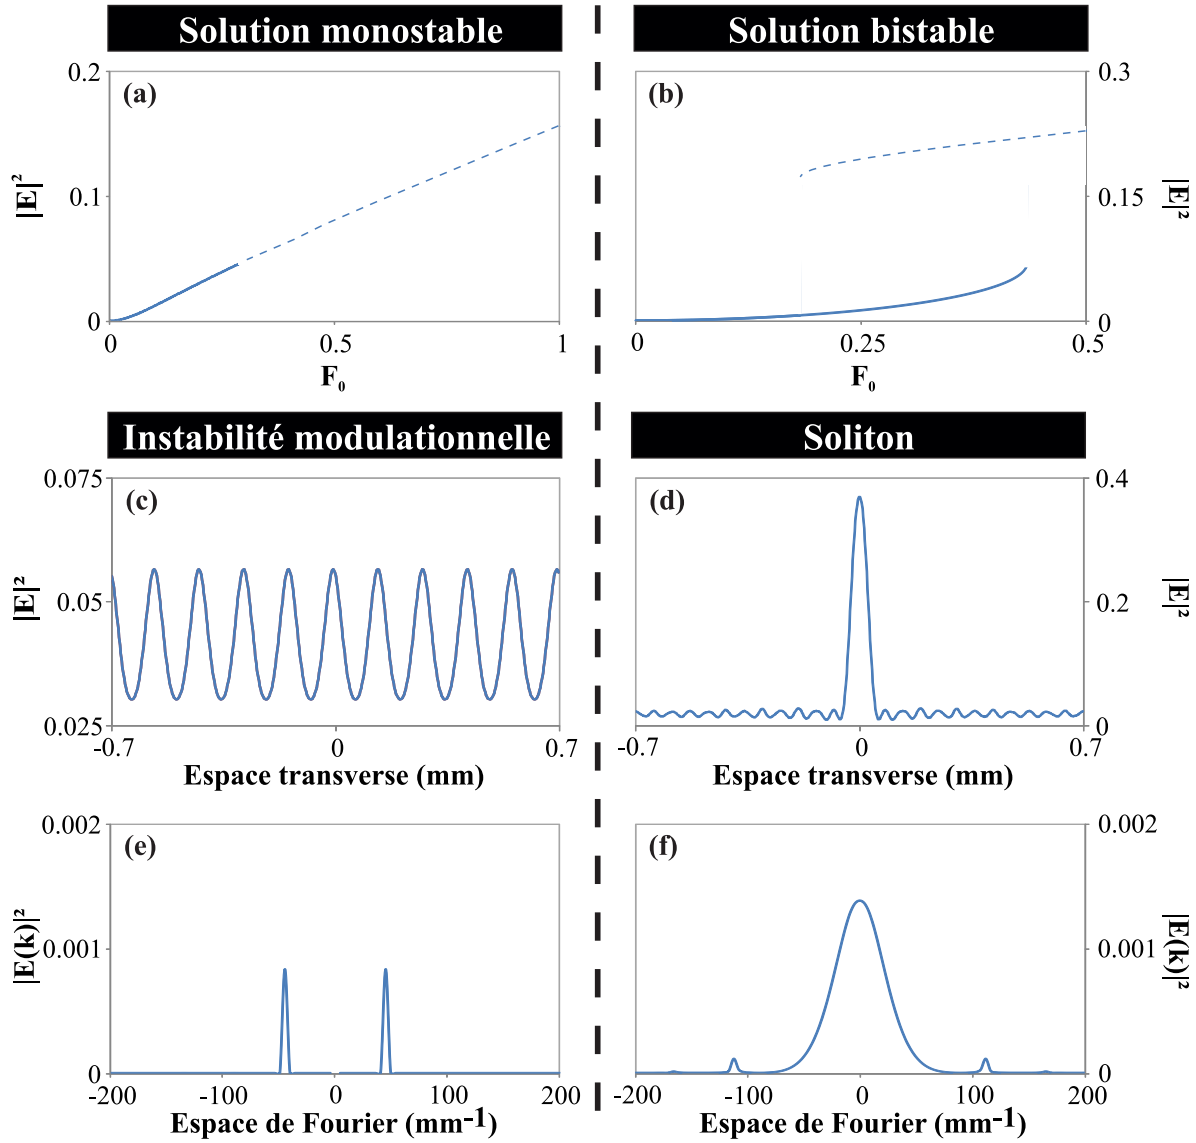 Solution monostable
Solution bistable
(a)
0.2
0.1
0
|E|²
0
0.5
1
F₀
(b)
0.3
0.15
0
|E|²
0
0.25
0.5
F₀
Instabilité modulationnelle
Soliton
(c)
0.075
0.05
0.025
|E|²
-0.7
0
0.7
Espace transverse (mm)
(d)
0.4
0.2
0
|E|²
-0.7
0
0.7
Espace transverse (mm)
(e)
0.002
0.001
0
|E(k)|²
-200
-100
0
100
200
Espace de Fourier (mm⁻¹)
(f)
0.002
0.001
0
|E(k)|²
-200
-100
0
100
200
Espace de Fourier (mm⁻¹)